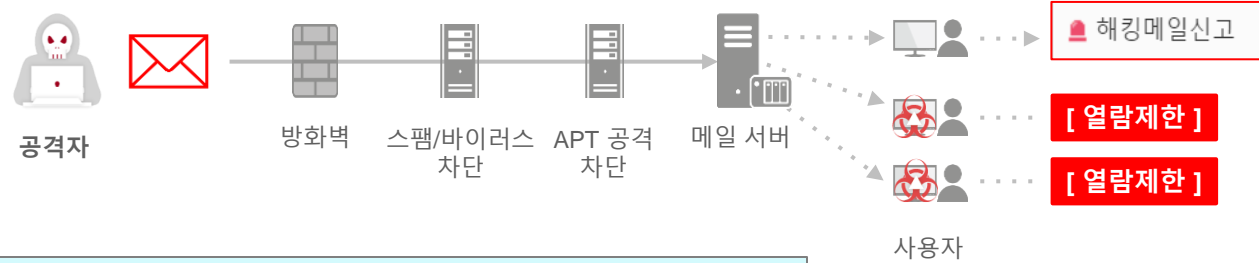 해킹메일신고
공격자
방화벽
스팸/바이러스
차단
APT 공격
차단
메일 서버
[ 열람제한 ]
[ 열람제한 ]
사용자